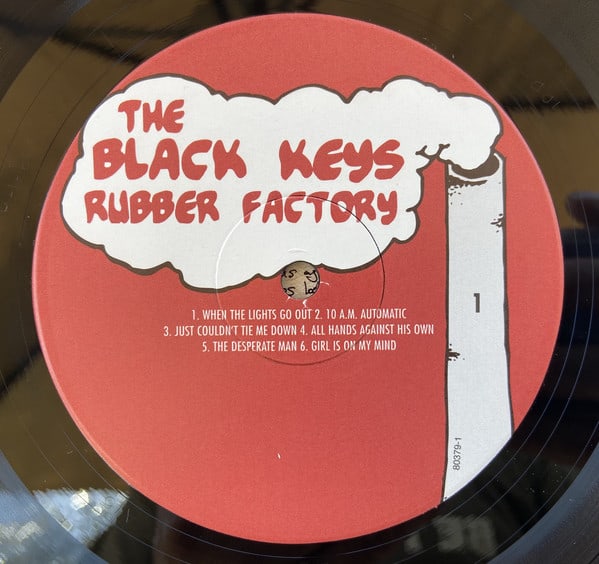 THE
BLACK KEYS
RUBBER FACTORY
1. WHEN THE LIGHTS GO OUT 2. 10 A.M. AUTOMATIC
3. JUST COULDN'T TIE ME DOWN 4. ALL HANDS AGAINST HIS OWN
5. THE DESPERATE MAN 6. GIRL IS ON MY MIND
1
80379-1